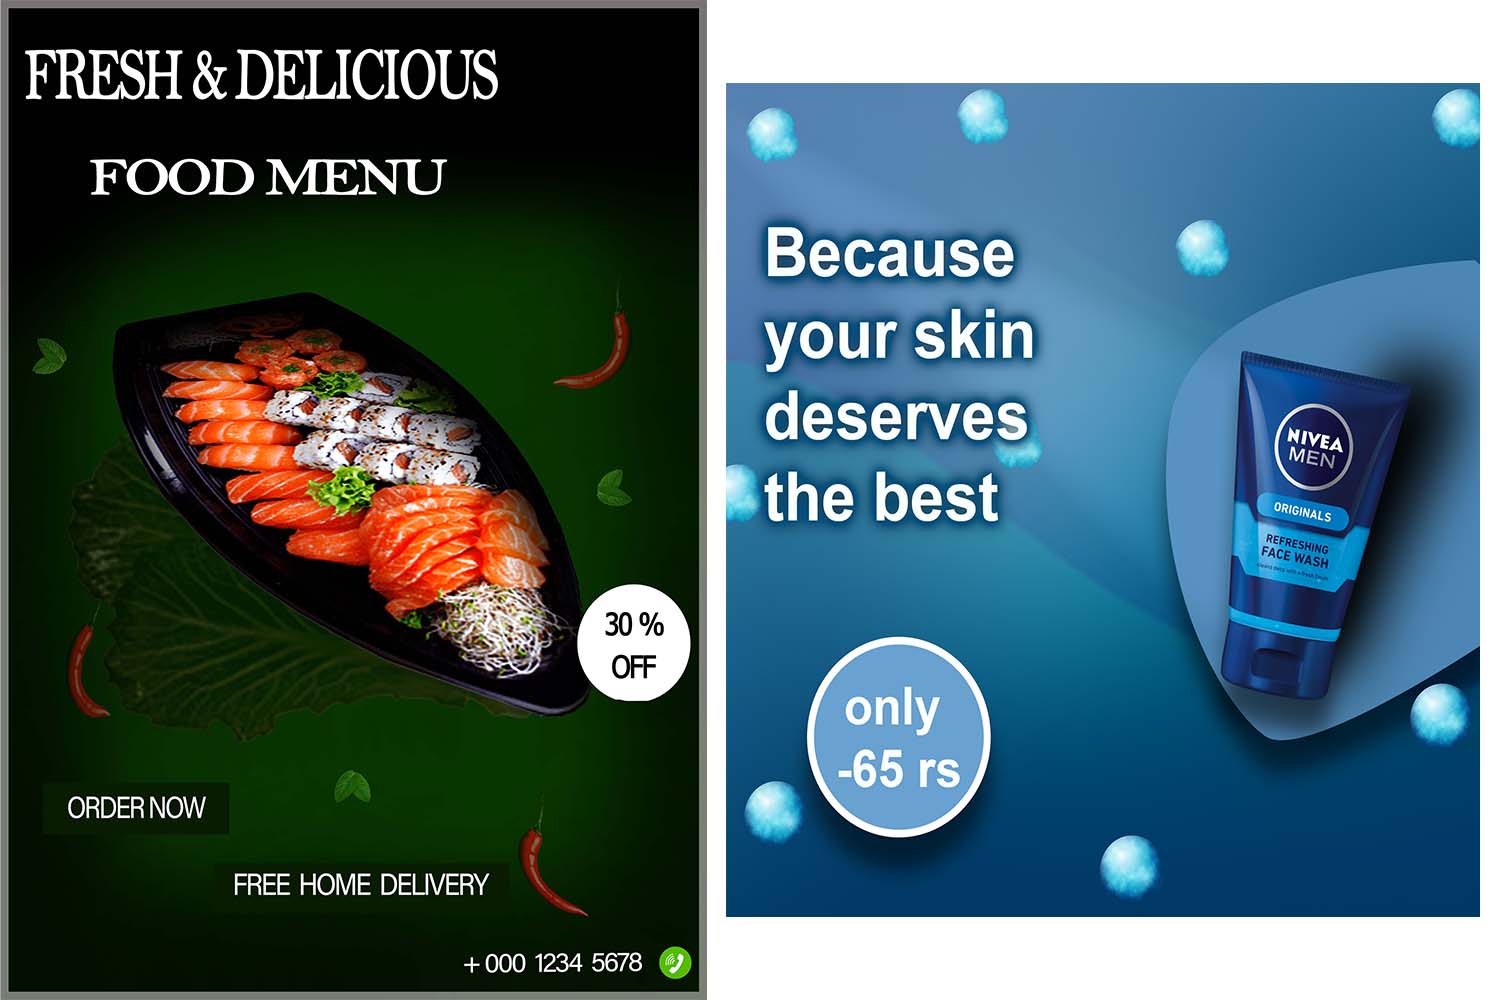 FRESH & DELICIOUS
FOOD MENU
30 %
OFF
ORDER NOW
FREE HOME DELIVERY
+ 000 1234 5678
Because
your skin
deserves
the best
NIVEA
MEN
ORIGINALS
REFRESHING
FACE WASH
only
-65 rs